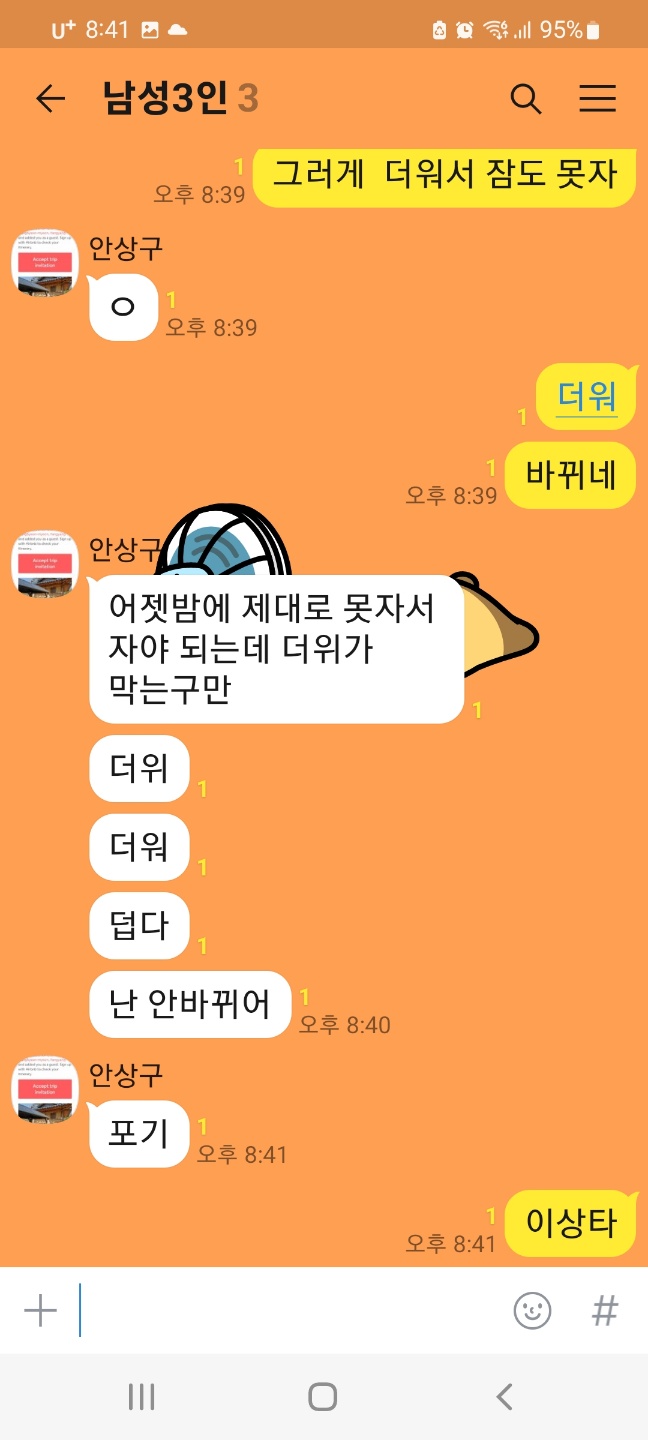 U+ 8:41 95%
남성3인 3
그러게 더워서 잠도 못자
1
오후 8:39
안상구
ㅇ
1
오후 8:39
더워
1
바뀌네
1
오후 8:39
안상구
어젯밤에 제대로 못자서
자야 되는데 더위가
막는구만
1
더위
1
더워
1
덥다
1
난 안바뀌어
1
오후 8:40
안상구
포기
1
오후 8:41
이상타
1
오후 8:41
#